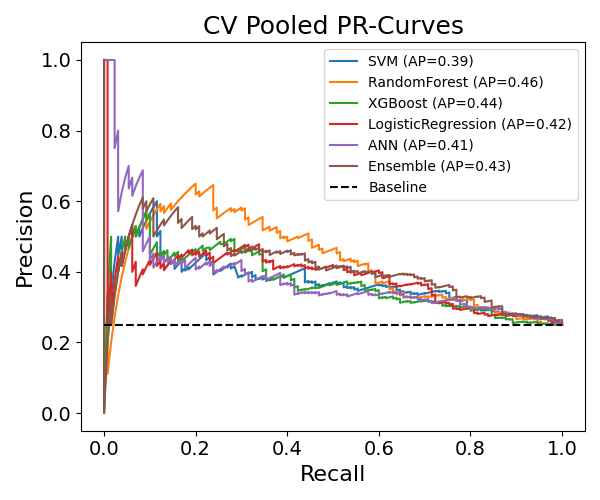 CV Pooled PR-Curves
SVM (AP=0.39)
RandomForest (AP=0.46)
XGBoost (AP=0.44)
LogisticRegression (AP=0.42)
ANN (AP=0.41)
Ensemble (AP=0.43)
Baseline
Precision
1.0
0.8
0.6
0.4
0.2
0.0
0.0 0.2 0.4 0.6 0.8 1.0
Recall